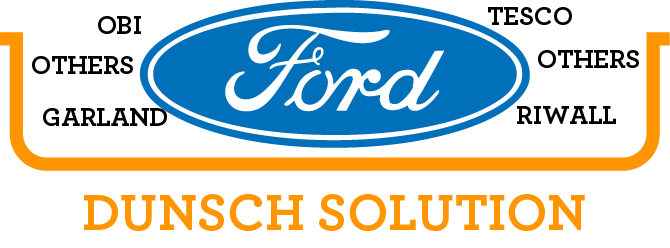 OBI
OTHERS
GARLAND
Ford
TESCO
OTHERS
RIWALL
DUNSCH SOLUTION